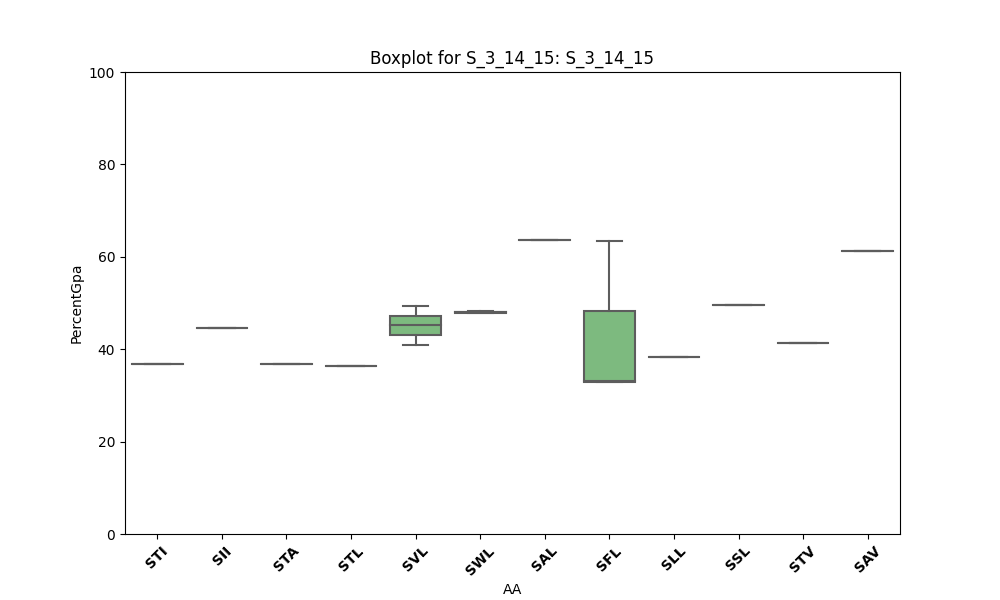 Boxplot for S_3_14_15: S_3_14_15
PercentGpa
100
80
60
40
20
0
STI
SII
STA
STL
SVL
SWL
SAL
SFL
SLL
SSL
STV
SAV
AA